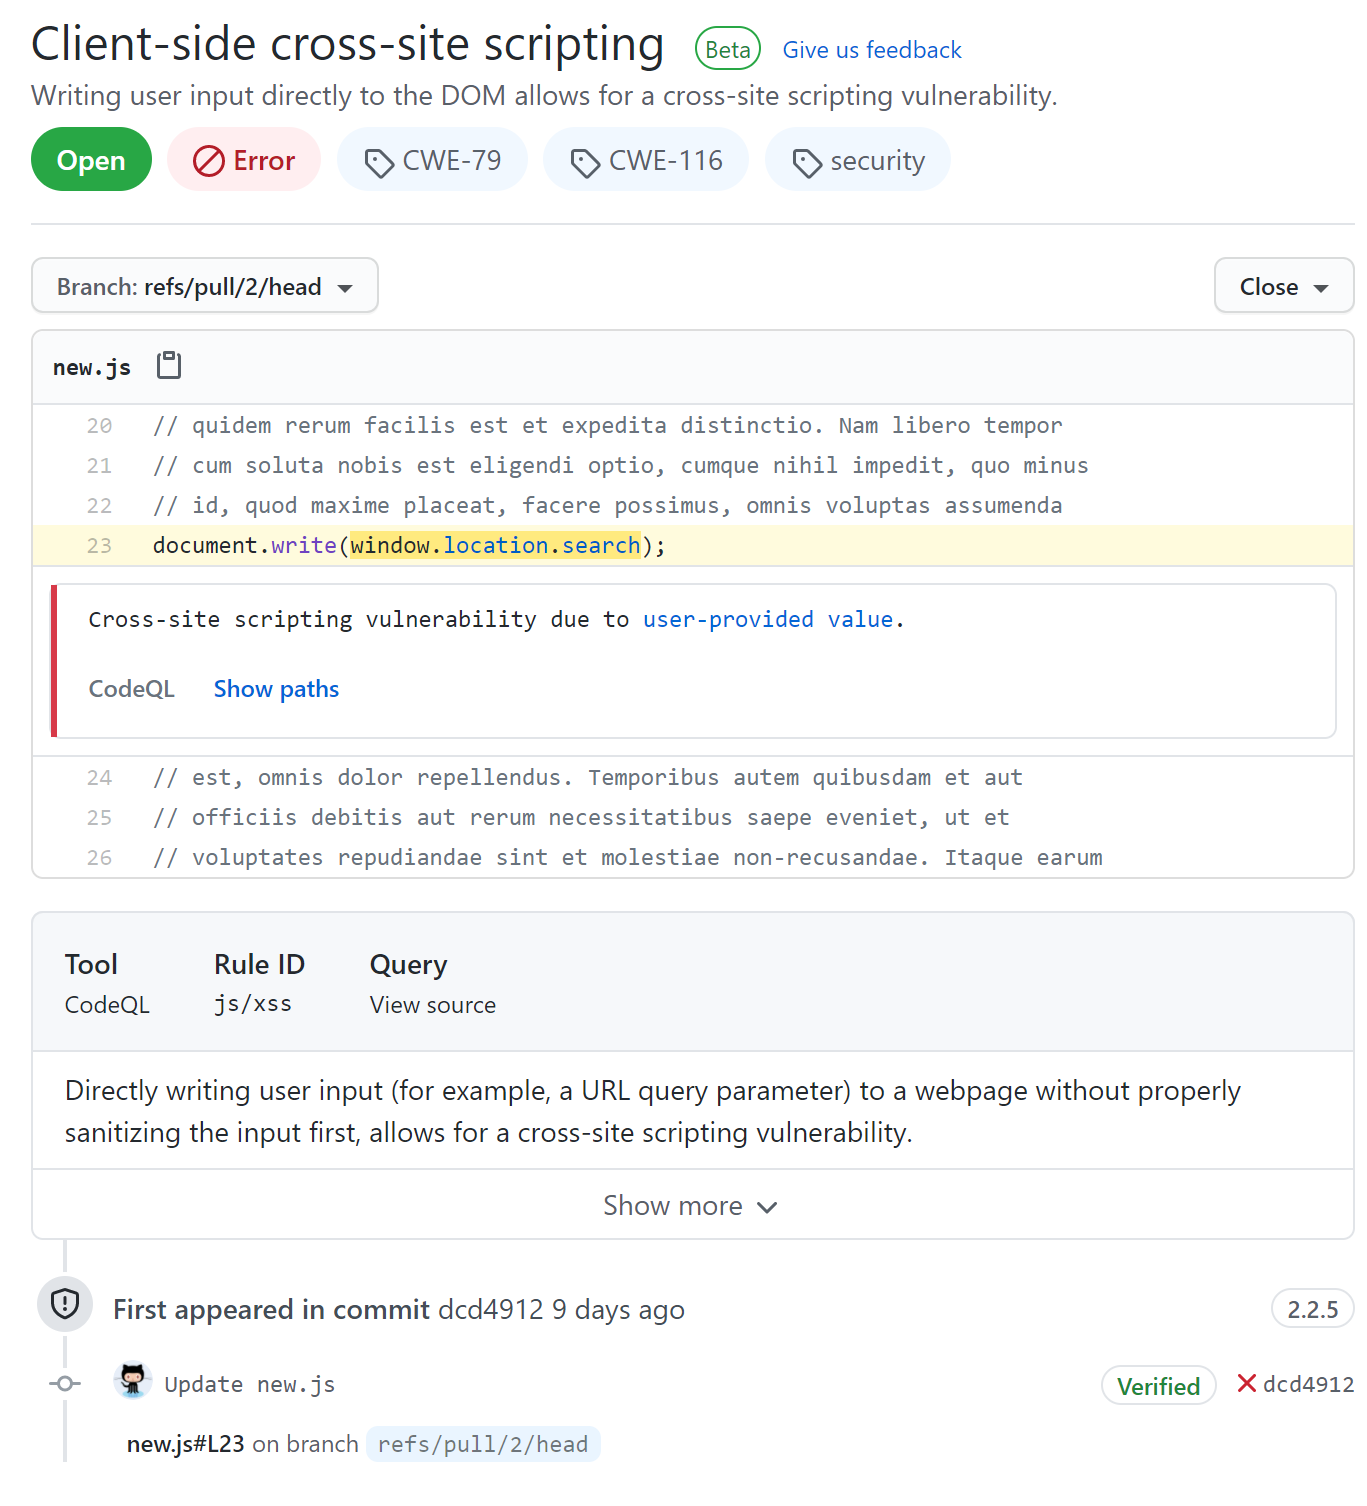 Client-side cross-site scripting Beta Give us feedback
Writing user input directly to the DOM allows for a cross-site scripting vulnerability.
Open Error CWE-79 CWE-116 security
Branch: refs/pull/2/head Close
new.js
20 // quidem rerum facilis est et expedita distinctio. Nam libero tempor
21 // cum soluta nobis est eligendi optio, cumque nihil impedit, quo minus
22 // id, quod maxime placeat, facere possimus, omnis voluptas assumenda
23 document.write(window.location.search);
Cross-site scripting vulnerability due to user-provided value.
CodeQL Show paths
24 // est, omnis dolor repellendus. Temporibus autem quibusdam et aut
25 // officiis debitis aut rerum necessitatibus saepe eveniet, ut et
26 // voluptates repudiandae sint et molestiae non-recusandae. Itaque earum
Tool Rule ID Query
CodeQL js/xss View source
Directly writing user input (for example, a URL query parameter) to a webpage without properly
sanitizing the input first, allows for a cross-site scripting vulnerability.
Show more
First appeared in commit dcd4912 9 days ago 2.2.5
Update new.js Verified dcd4912
new.js#L23 on branch refs/pull/2/head